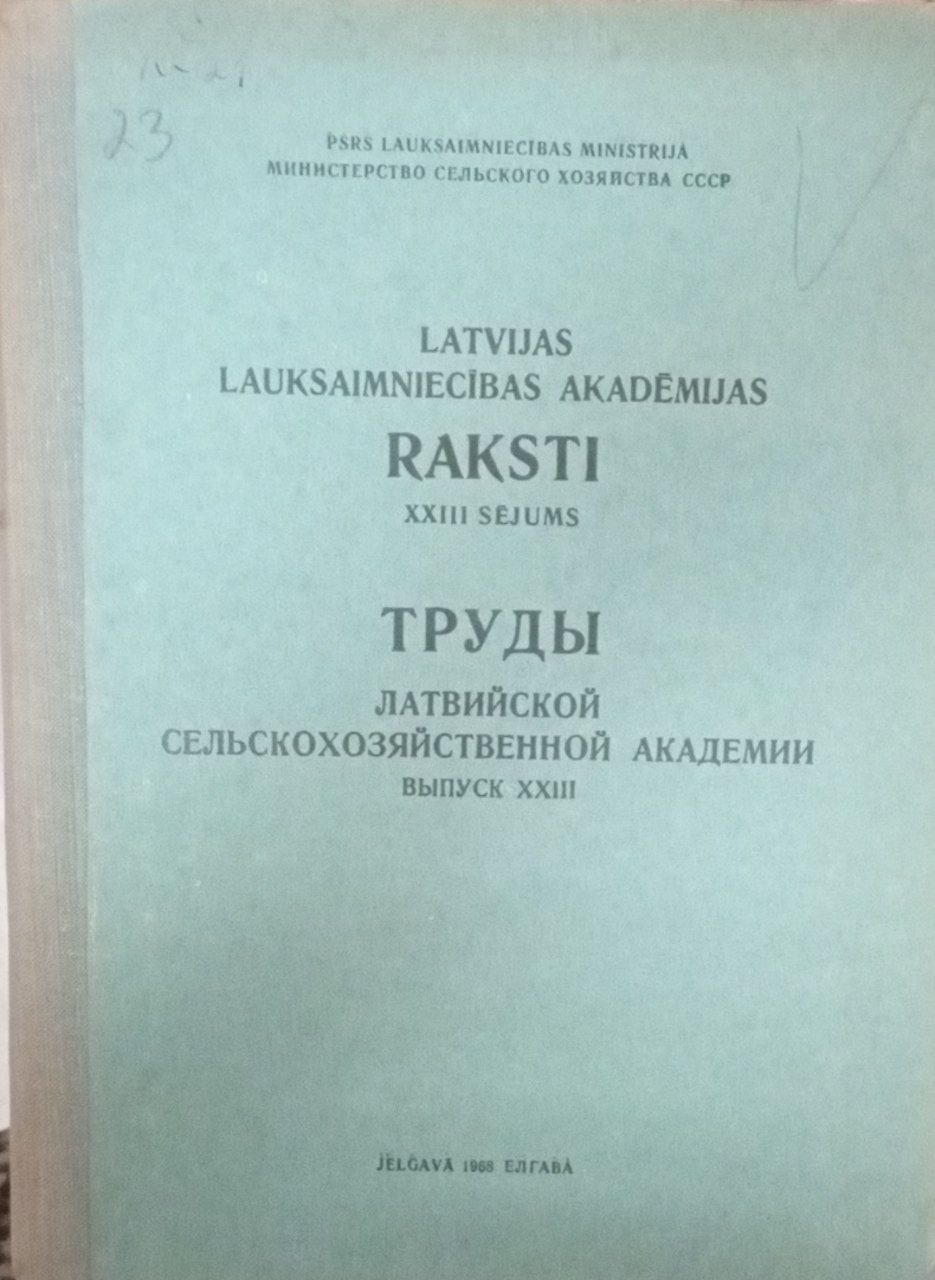 23
PSRS LAUKSAIMNIECĪBAS MINISTRIJA
МИНИСТЕРСТВО СЕЛЬСКОГО ХОЗЯЙСТВА СССР
LATVIJAS
LAUKSAIMNIECĪBAS AKADĒMIJAS
RAKSTI
XXIII SĒJUMS
ТРУДЫ
ЛАТВИЙСКОЙ
СЕЛЬСКОХОЗЯЙСТВЕННОЙ АКАДЕМИИ
ВЫПУСК XXIII
JELGAVĀ 1968 ЕЛГАВА